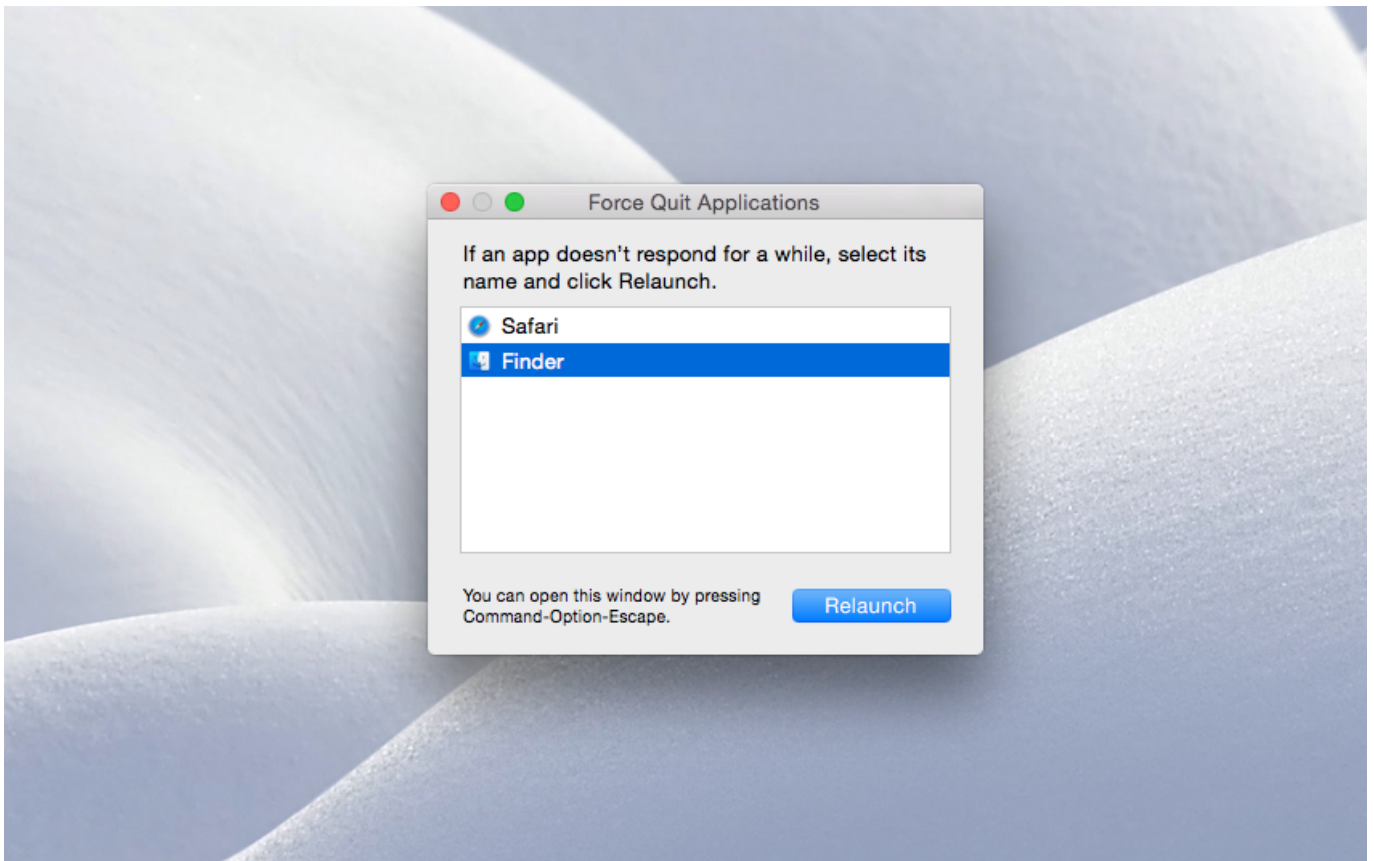 Force Quit Applications
If an app doesn’t respond for a while, select its
name and click Relaunch.
Safari
Finder
You can open this window by pressing
Command-Option-Escape.
Relaunch